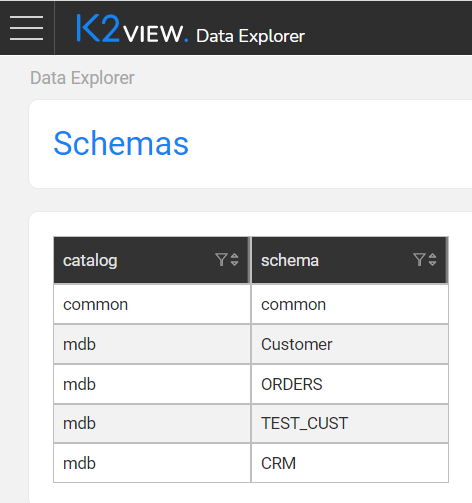 K2VIEW. Data Explorer
Data Explorer
Schemas
catalog schema
common common
mdb Customer
mdb ORDERS
mdb TEST_CUST
mdb CRM